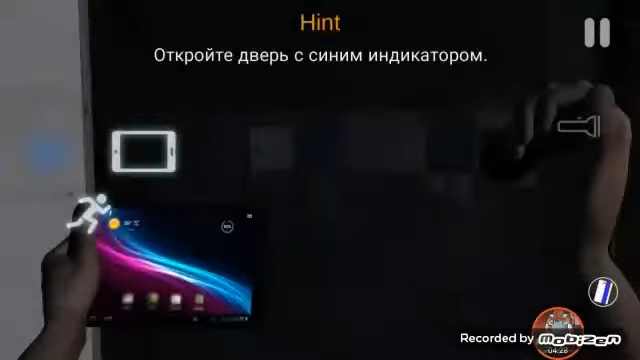 Hint
Откройте дверь с синим индикатором.
Recorded by
MOBIZEN
04:28